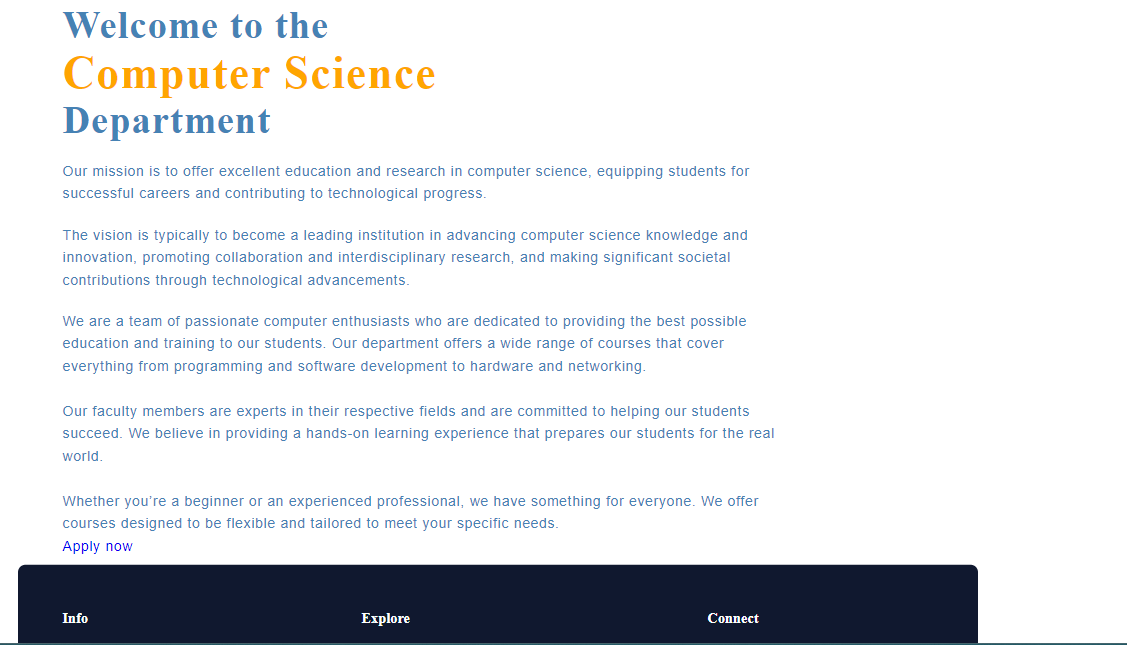 Welcome to the
Computer Science
Department
Our mission is to offer excellent education and research in computer science, equipping students for
successful careers and contributing to technological progress.
The vision is typically to become a leading institution in advancing computer science knowledge and
innovation, promoting collaboration and interdisciplinary research, and making significant societal
contributions through technological advancements.
We are a team of passionate computer enthusiasts who are dedicated to providing the best possible
education and training to our students. Our department offers a wide range of courses that cover
everything from programming and software development to hardware and networking.
Our faculty members are experts in their respective fields and are committed to helping our students
succeed. We believe in providing a hands-on learning experience that prepares our students for the real
world.
Whether you're a beginner or an experienced professional, we have something for everyone. We offer
courses designed to be flexible and tailored to meet your specific needs.
Apply now
Info Explore Connect